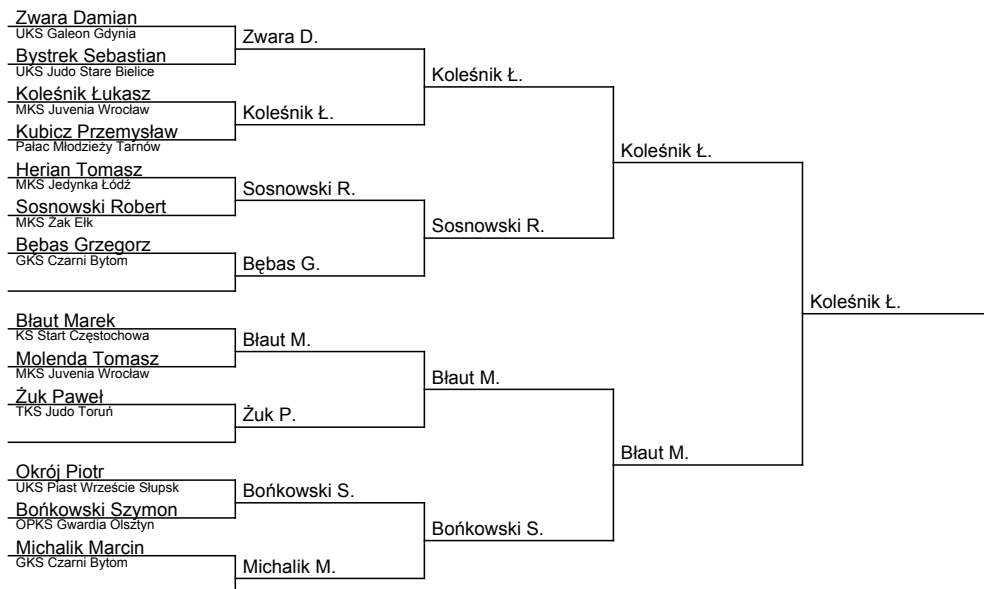 Zwara Damian
UKS Galeon Gdynia
Bystrek Sebastian
UKS Judo Stare Bielice
Koleśnik Łukasz
MKS Juvenia Wrocław
Kubicz Przemysław
Pałac Młodzieży Tarnów
Herian Tomasz
MKS Jedynka Łódź
Sosnowski Robert
MKS Żak Ełk
Bębas Grzegorz
GKS Czarni Bytom
Błaut Marek
KS Start Częstochowa
Molenda Tomasz
MKS Juvenia Wrocław
Żuk Paweł
TKS Judo Toruń
Okrój Piotr
UKS Piast Wrzeście Słupsk
Bońkowski Szymon
OPKS Gwardia Olsztyn
Michalik Marcin
GKS Czarni Bytom
Zwara D.
Koleśnik Ł.
Sosnowski R.
Bębas G.
Błaut M.
Żuk P.
Bońkowski S.
Michalik M.
Koleśnik Ł.
Sosnowski R.
Błaut M.
Bońkowski S.
Koleśnik Ł.
Błaut M.
Koleśnik Ł.